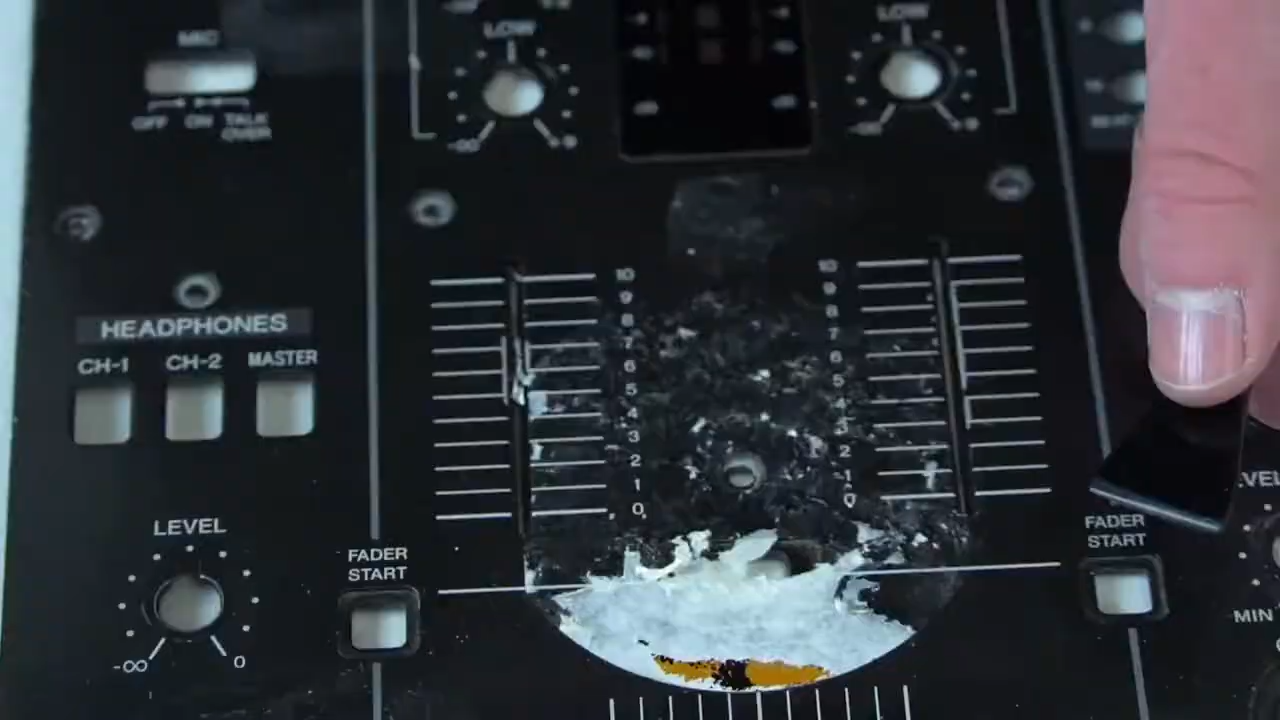 MIC
OFF ON TALK OVER
LOW
-∞
LOW
-∞
HEADPHONES
CH-1 CH-2 MASTER
LEVEL
-∞ 0
FADER
START
10
9
8
7
6
5
4
3
2
1
0
10
9
8
7
6
5
4
3
2
1
0
FADER
START
MIN